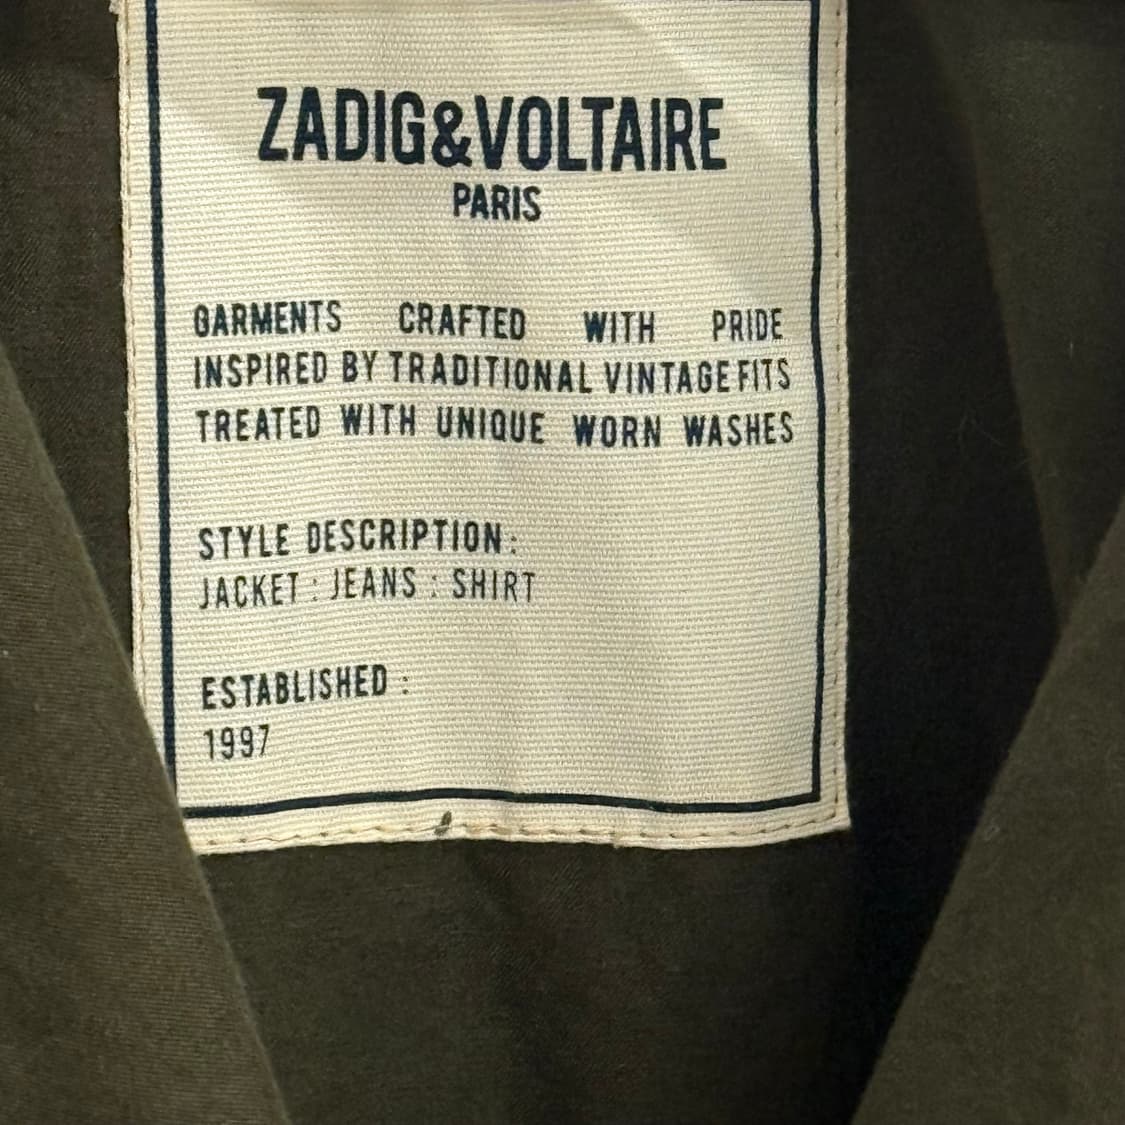 ZADIG&VOLTAIRE
PARIS
GARMENTS CRAFTED WITH PRIDE
INSPIRED BY TRADITIONAL VINTAGE FITS
TREATED WITH UNIQUE WORN WASHES
STYLE DESCRIPTION:
JACKET : JEANS : SHIRT
ESTABLISHED :
1997